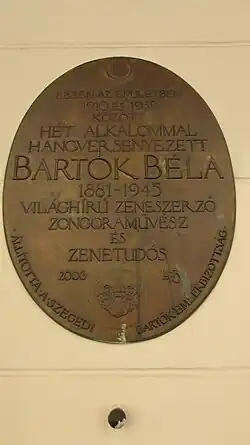 EBBEN AZ ÉPÜLETBEN
KÖZÖTT
HÉT ALKALOMMAL
HANGVERSENYEZETT
BARTÓK BÉLA
1881-1945
VILÁGHÍRŰ ZENESZERZŐ
ZONGORAMŰVÉSZ
ÉS
ZENETUDÓS
2006
ÁLLÍTOTTA A SZEGEDI BARTÓK EMLÉKBIZOTTSÁG